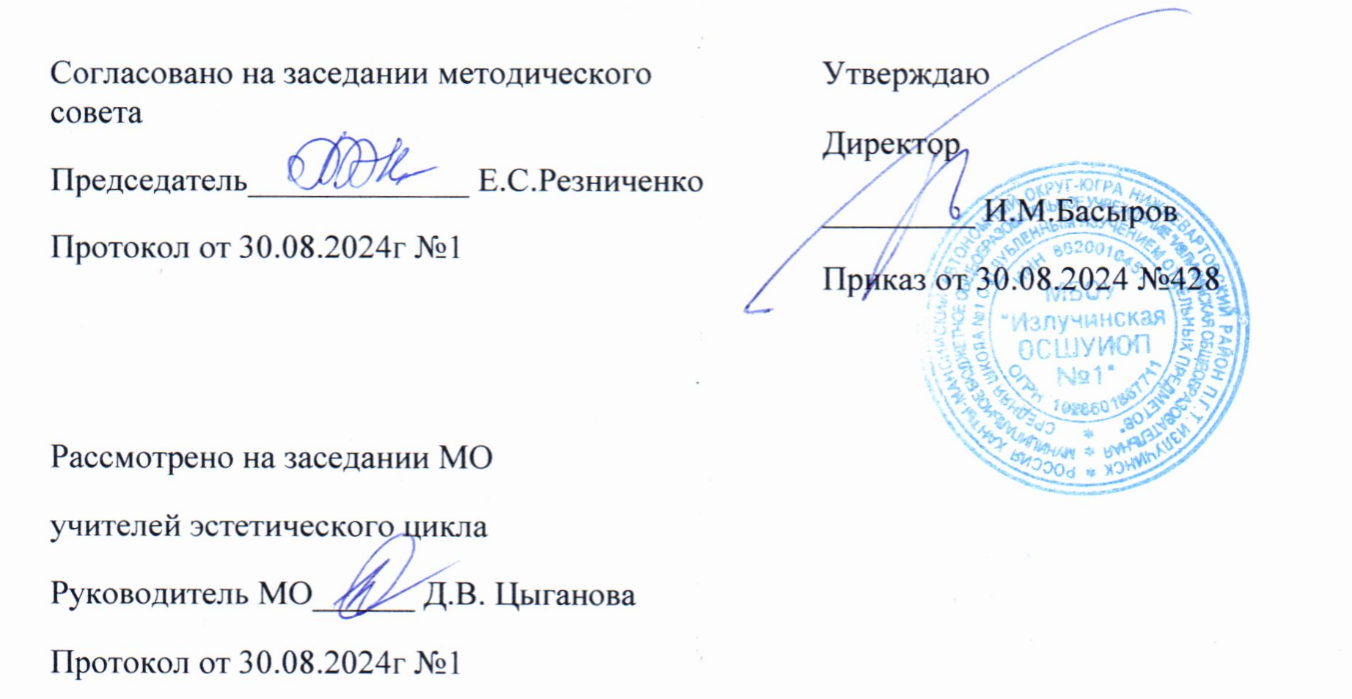 Согласовано на заседании методического
совета
Председатель_____________ Е.С.Резниченко
Протокол от 30.08.2024г №1
Утверждаю
Директор
_________ И.М.Басыров
Приказ от 30.08.2024 №428
МБОУ
"Излучинская
ОСШУИОП
№1"
Рассмотрено на заседании МО
учителей эстетического цикла
Руководитель МО______ Д.В. Цыганова
Протокол от 30.08.2024г №1